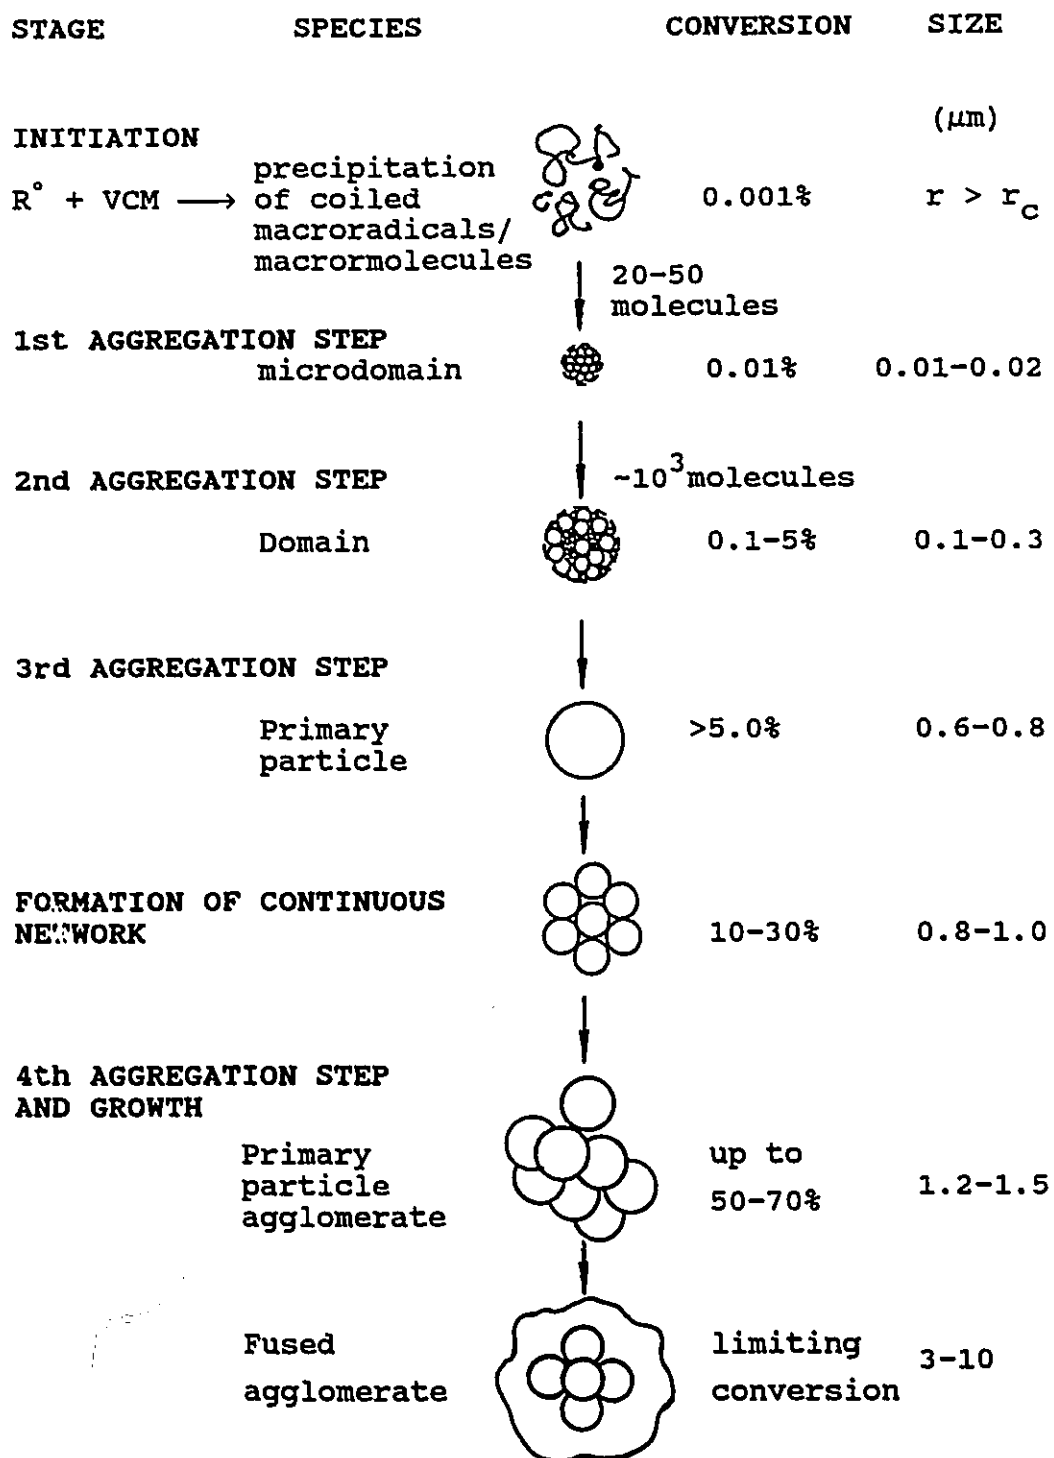 STAGE SPECIES CONVERSION SIZE
(μm)
INITIATION
R° + VCM ⟶ precipitation
of coiled
macroradicals/
macrormolecules
0.001% r > r_c
20-50
molecules
1st AGGREGATION STEP
microdomain 0.01% 0.01-0.02
2nd AGGREGATION STEP ~10³molecules
Domain 0.1-5% 0.1-0.3
3rd AGGREGATION STEP
Primary
particle
>5.0% 0.6-0.8
FORMATION OF CONTINUOUS
NETWORK 10-30% 0.8-1.0
4th AGGREGATION STEP
AND GROWTH
Primary
particle
agglomerate
up to
50-70% 1.2-1.5
Fused
agglomerate
limiting
conversion
3-10